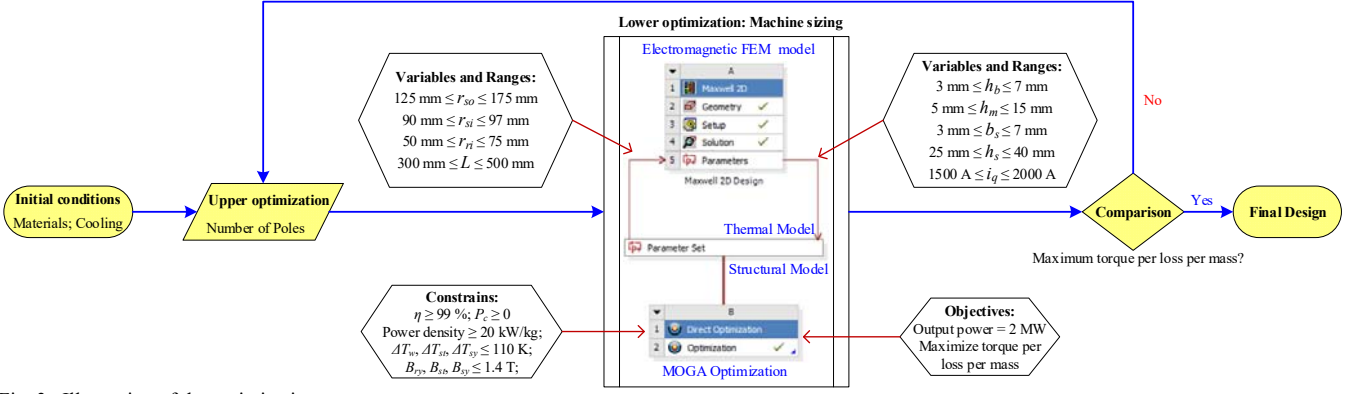 Lower optimization: Machine sizing
Electromagnetic FEM model
Variables and Ranges:
125 mm ≤ r_so ≤ 175 mm
90 mm ≤ r_si ≤ 97 mm
50 mm ≤ r_ri ≤ 75 mm
300 mm ≤ L ≤ 500 mm
A
1 Maxwell 2D
2 Geometry ✓
3 Setup ✓
4 Solution ✓
5 Parameters
Maxwell 2D Design
Variables and Ranges:
3 mm ≤ h_b ≤ 7 mm
5 mm ≤ h_m ≤ 15 mm
3 mm ≤ b_s ≤ 7 mm
25 mm ≤ h_s ≤ 40 mm
1500 A ≤ i_q ≤ 2000 A
No
Initial conditions
Materials; Cooling
Upper optimization
Number of Poles
Thermal Model
Parameter Set
Structural Model
Comparison
Maximum torque per loss per mass?
Yes
Final Design
Constrains:
η ≥ 99 %; P_c ≥ 0
Power density ≥ 20 kW/kg;
ΔT_w, ΔT_st, ΔT_sy ≤ 110 K;
B_ry, B_st, B_sy ≤ 1.4 T;
B
1 Direct Optimization
2 Optimization ✓
MOGA Optimization
Objectives:
Output power = 2 MW
Maximize torque per
loss per mass